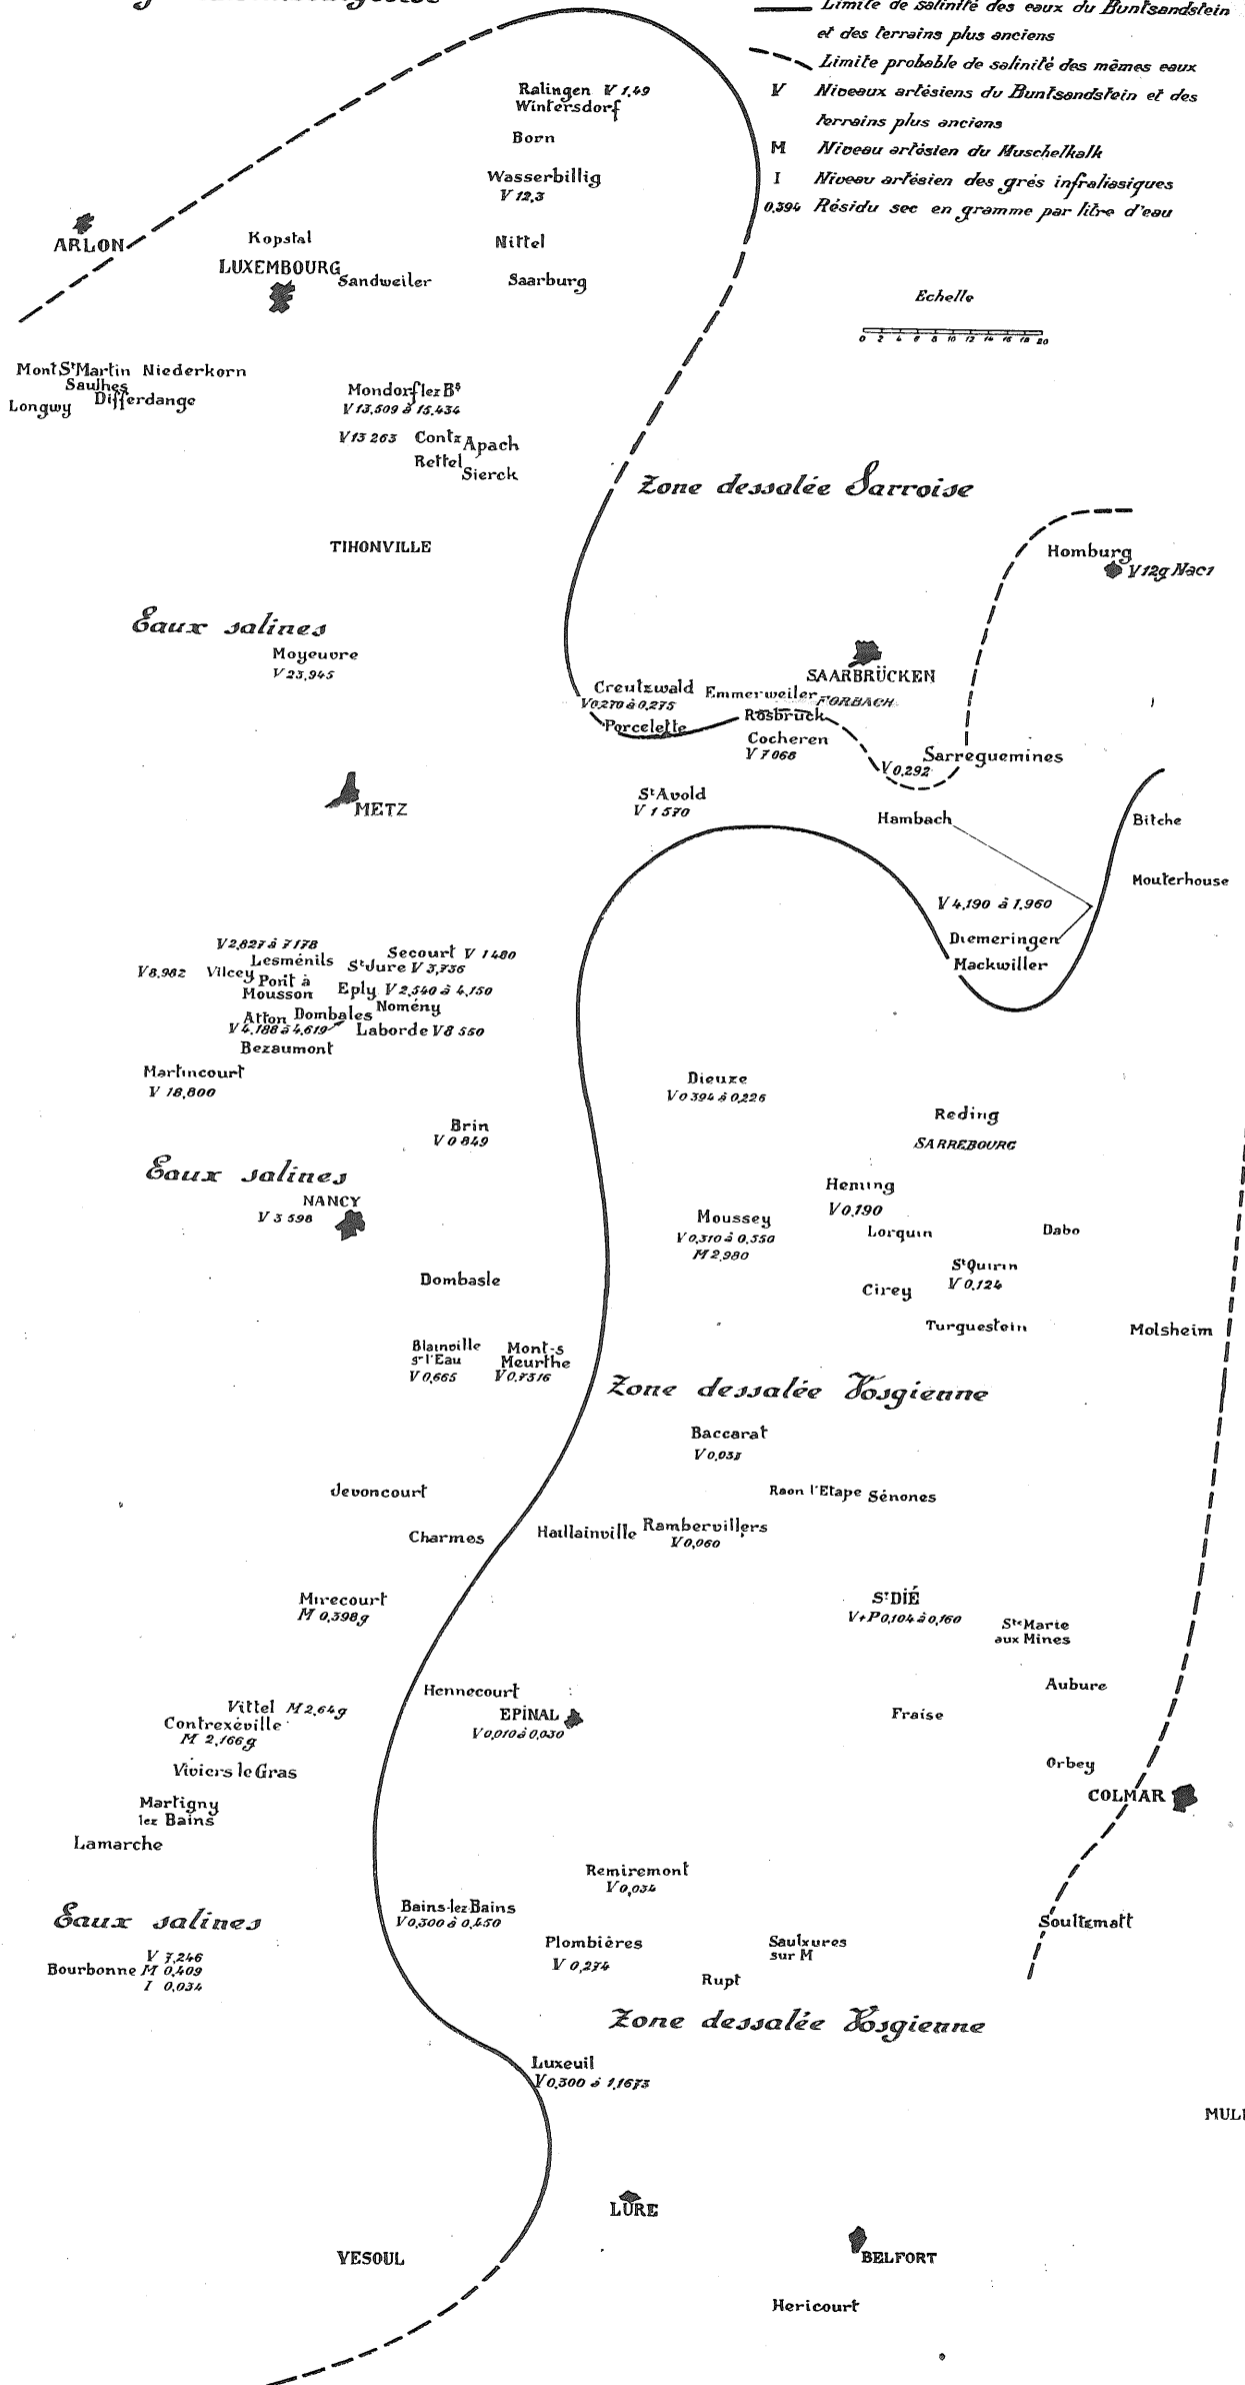 Limite de salinité des eaux du Buntsandstein
et des terrains plus anciens
Limite probable de salinité des mêmes eaux
V Niveaux artésiens du Buntsandstein et des
terrains plus anciens
M Niveau artésien du Muschelkalk
I Niveau artésien des grés infraliasiques
0,394 Résidu sec en gramme par litre d'eau
Echelle
0 2 4 6 8 10 12 14 16 18 20
Ralingen V 1,49
Wintersdorf
Born
Wasserbillig
V 12,3
ARLON
Kopstal
Nittel
LUXEMBOURG
Sandweiler
Saarburg
Mont St Martin Niederkorn
Saulnes
Longwy Differdange
Mondorf lez Bs
V 13,509 à 15,434
V 13 263 Contz Apach
Rettel Sierck
Zone dessalée Sarroise
TIHONVILLE
Homburg
V 12g Nacl
Eaux salines
Moyeuvre
V 23,945
SAARBRÜCKEN
Creutzwald Emmerweiler FORBACH
V 0,270 à 0,275
Porcelette Rosbruck
Cocheren
V 7 068
Sarreguemines
V 0,292
METZ
St Avold
V 1 570
Hambach
Bitche
Mouterhouse
V 4,190 à 1,960
Diemeringen
Mackwiller
V 2,827 à 7 178
Lesménils
Secourt V 1 480
V 8,982 Vilcey
St Jure V 3,736
Pont à
Mousson
Eply V 2,540 à 4,150
Nomény
Atton Dombales
V 4,188 à 4,619
Laborde V 8 550
Bezaumont
Martincourt
V 18,800
Dieuze
V 0 394 à 0,226
Brin
V 0 849
Reding
SARREBOURG
Eaux salines
NANCY
V 3 598
Heming
V 0,190
Moussey
V 0,310 à 0,350
M 2,980
Lorquin
Dabo
St Quirin
V 0,124
Dombasle
Cirey
Turquestein
Molsheim
Blainville
s- l'Eau
V 0,665
Mont-s
Meurthe
V 0,7316
Zone dessalée Vosgienne
Baccarat
Jevoncourt
Raon l'Etape Sénones
Charmes
Haillainville Rambervillers
V 0,060
Mirecourt
M 0,398g
St DIÉ
V+P 0,104 à 0,160
Ste Marie
aux Mines
Aubure
Hennecourt
Vittel M 2,64g
EPINAL
V 0,010 à 0,030
Fraise
Contrexéville
M 2,166g
Viviers le Gras
Orbey
COLMAR
Martigny
lez Bains
Lamarche
Remiremont
V 0,034
Bains-lez Bains
V 0,300 à 0,450
Eaux salines
Soultzmatt
Plombières
V 0,274
Saulxures
sur M
V 7,246
Bourbonne M 0,409
I 0,034
Rupt
Zone dessalée Vosgienne
Luxeuil
V 0,300 à 1,1673
LURE
VESOUL
BELFORT
Hericourt